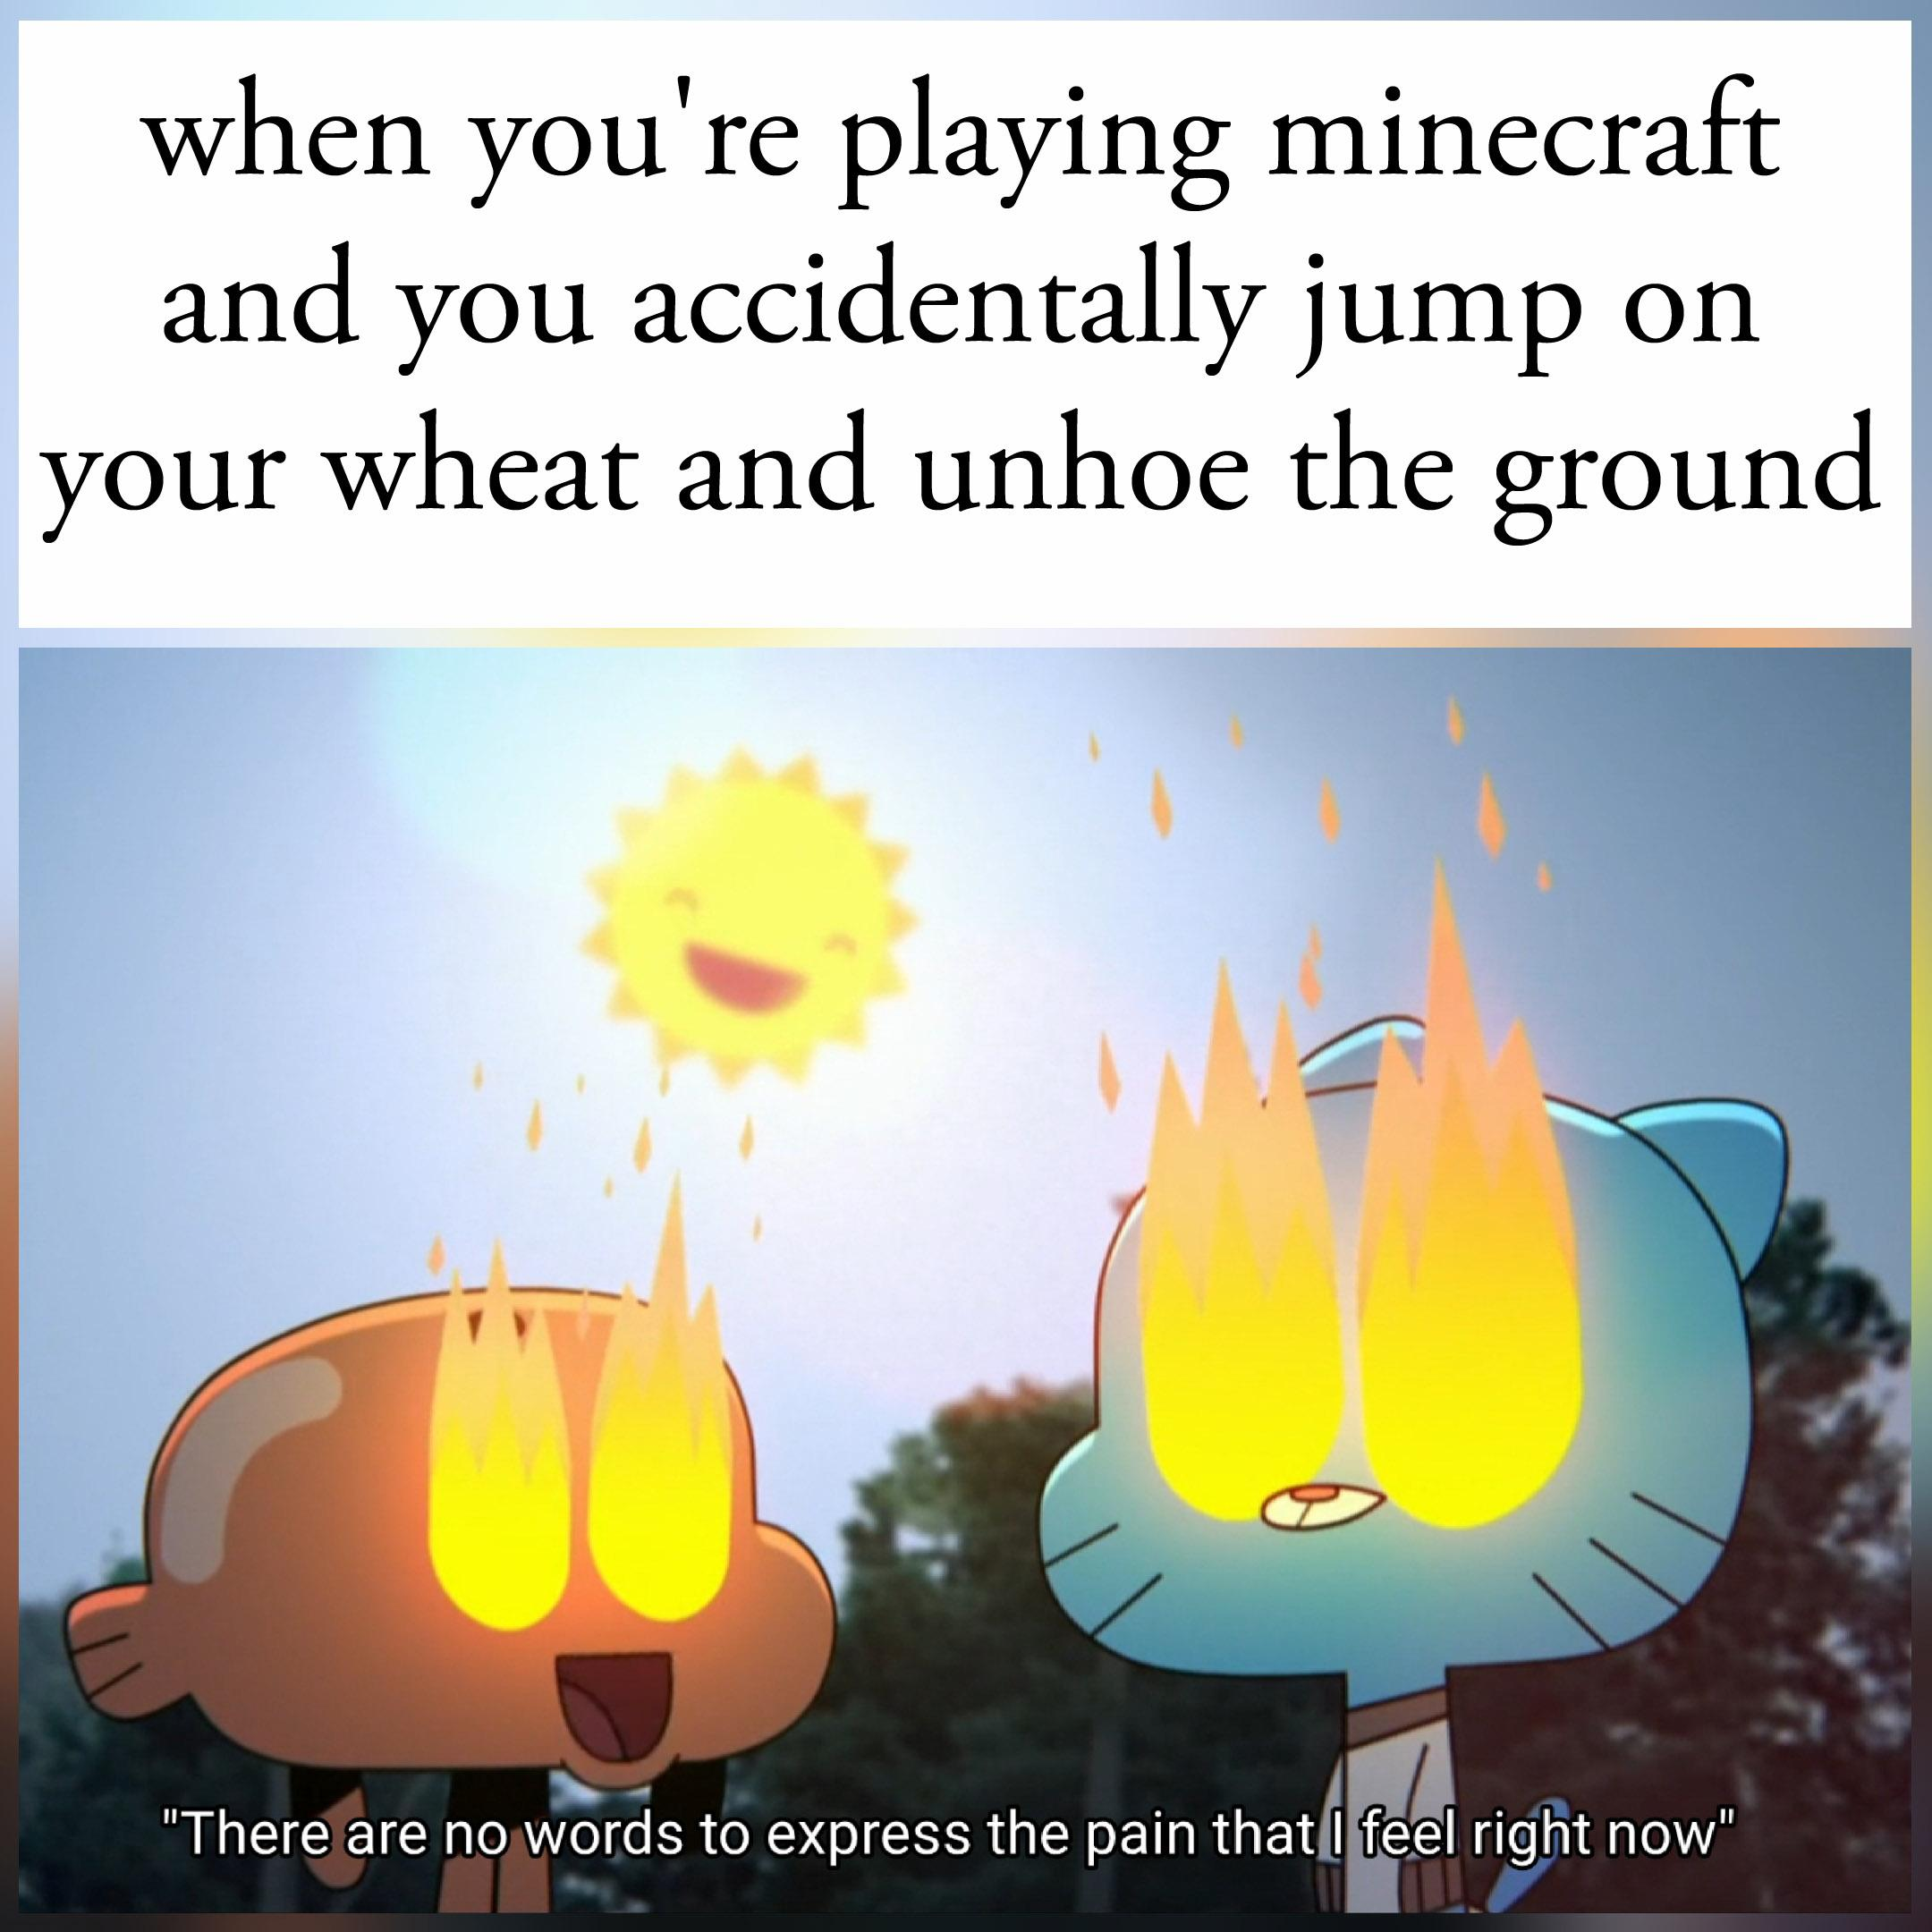 when you're playing minecraft
and you accidentally jump on
your wheat and unhoe the ground
"There are no words to express the pain that I feel right now"